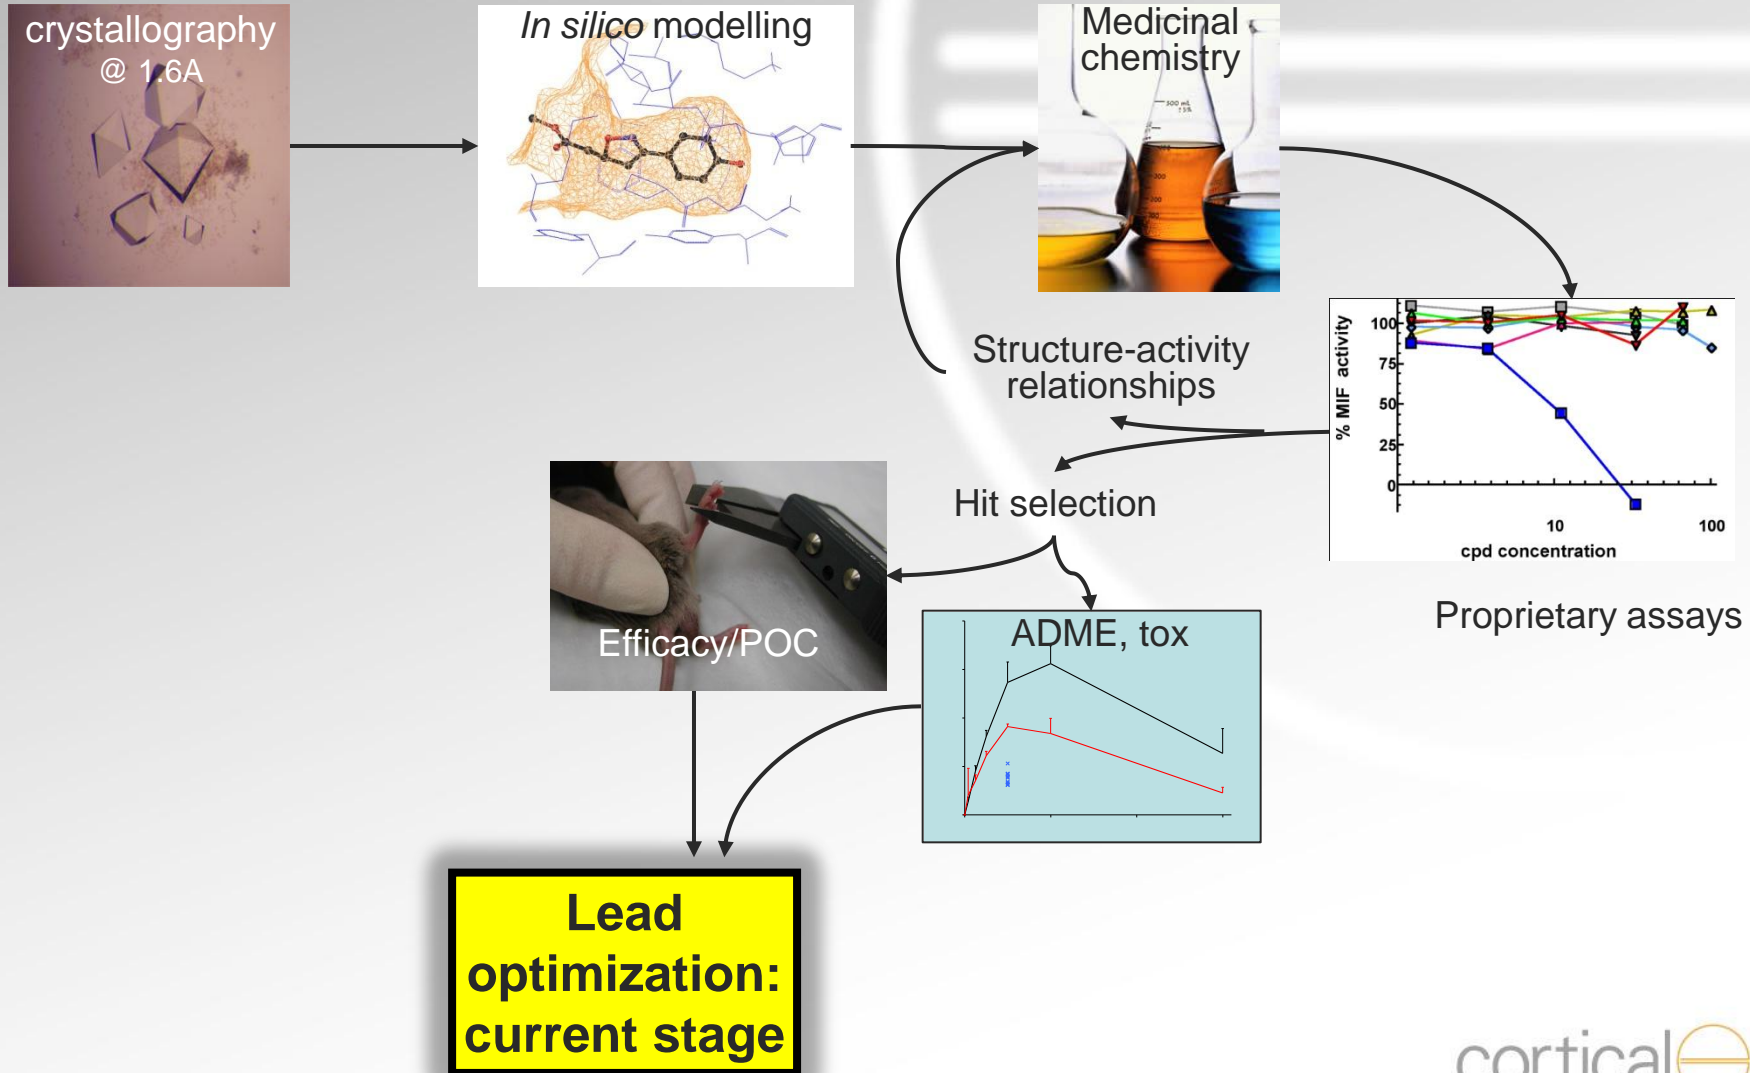 crystallography
@ 1.6A
In silico modelling
Medicinal
chemistry
Structure-activity
relationships
% MIF activity
100
75
50
25
0
10
100
cpd concentration
Proprietary assays
Hit selection
Efficacy/POC
ADME, tox
Lead
optimization:
current stage
cortical